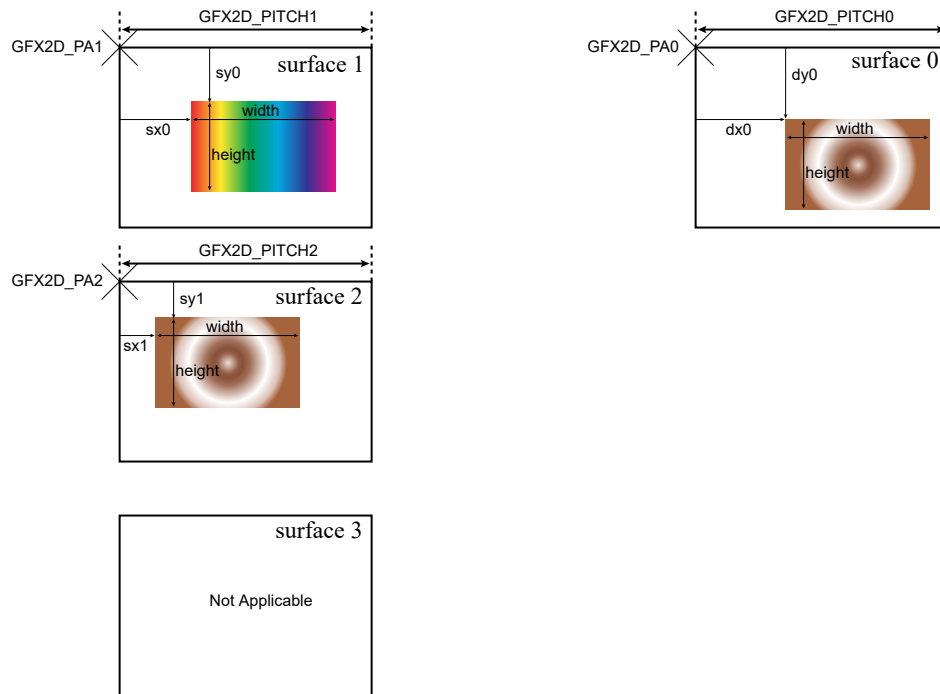 GFX2D_PITCH1
GFX2D_PA1
surface 1
sy0
sx0
width
height
GFX2D_PITCH0
GFX2D_PA0
surface 0
dy0
dx0
width
height
GFX2D_PITCH2
GFX2D_PA2
surface 2
sy1
sx1
width
height
surface 3
Not Applicable